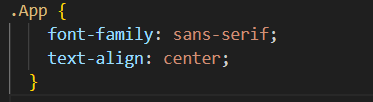 .App {
font-family: sans-serif;
text-align: center;
}